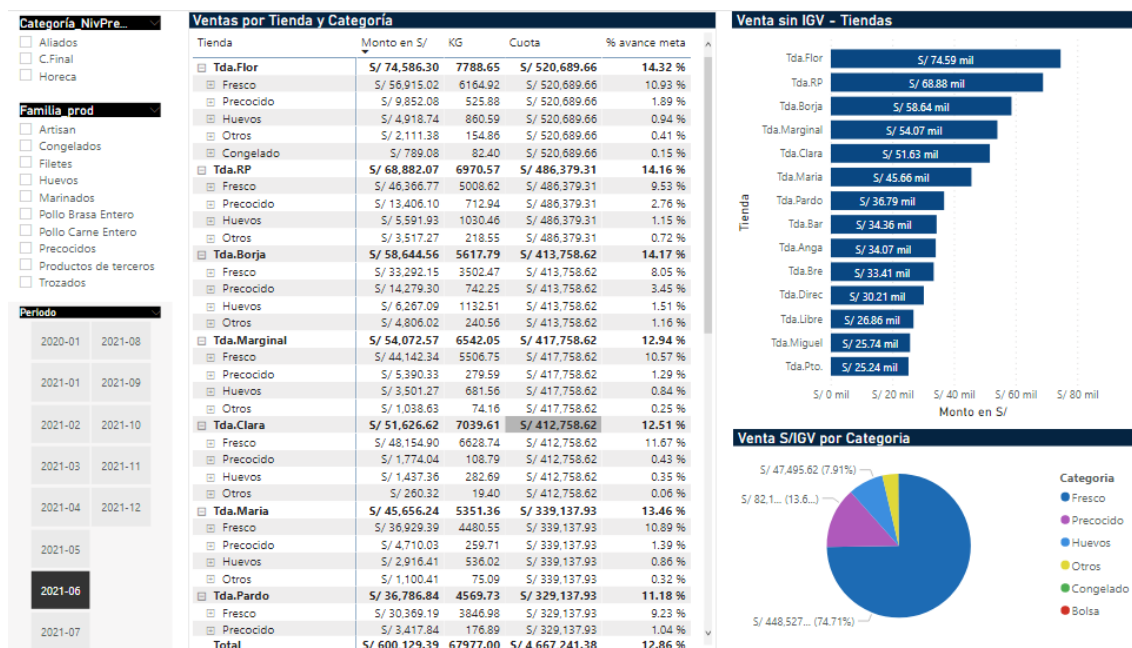 Categoría_NivPre...
Aliados
C.Final
Horeca
Familia_prod
Artisan
Congelados
Filetes
Huevos
Marinados
Pollo Brasa Entero
Pollo Carne Entero
Precocidos
Productos de terceros
Trozados
Periodo
2020-01 2021-08
2021-01 2021-09
2021-02 2021-10
2021-03 2021-11
2021-04 2021-12
2021-05
2021-06
2021-07
Ventas por Tienda y Categoría
Tienda Monto en S/ KG Cuota % avance meta
Tda.Flor S/ 74,586.30 7788.65 S/ 520,689.66 14.32 %
Fresco S/ 56,915.02 6164.92 S/ 520,689.66 10.93 %
Precocido S/ 9,852.08 525.88 S/ 520,689.66 1.89 %
Huevos S/ 4,918.74 860.59 S/ 520,689.66 0.94 %
Otros S/ 2,111.38 154.86 S/ 520,689.66 0.41 %
Congelado S/ 789.08 82.40 S/ 520,689.66 0.15 %
Tda.RP S/ 68,882.07 6970.57 S/ 486,379.31 14.16 %
Fresco S/ 46,366.77 5008.62 S/ 486,379.31 9.53 %
Precocido S/ 13,406.10 712.94 S/ 486,379.31 2.76 %
Huevos S/ 5,591.93 1030.46 S/ 486,379.31 1.15 %
Otros S/ 3,517.27 218.55 S/ 486,379.31 0.72 %
Tda.Borja S/ 58,644.56 5617.79 S/ 413,758.62 14.17 %
Fresco S/ 33,292.15 3502.47 S/ 413,758.62 8.05 %
Precocido S/ 14,279.30 742.25 S/ 413,758.62 3.45 %
Huevos S/ 6,267.09 1132.51 S/ 413,758.62 1.51 %
Otros S/ 4,806.02 240.56 S/ 413,758.62 1.16 %
Tda.Marginal S/ 54,072.57 6542.05 S/ 417,758.62 12.94 %
Fresco S/ 44,142.34 5506.75 S/ 417,758.62 10.57 %
Precocido S/ 5,390.33 279.59 S/ 417,758.62 1.29 %
Huevos S/ 3,501.27 681.56 S/ 417,758.62 0.84 %
Otros S/ 1,038.63 74.16 S/ 417,758.62 0.25 %
Tda.Clara S/ 51,626.62 7039.61 S/ 412,758.62 12.51 %
Fresco S/ 48,154.90 6628.74 S/ 412,758.62 11.67 %
Precocido S/ 1,774.04 108.79 S/ 412,758.62 0.43 %
Huevos S/ 1,437.36 282.69 S/ 412,758.62 0.35 %
Otros S/ 260.32 19.40 S/ 412,758.62 0.06 %
Tda.Maria S/ 45,656.24 5351.36 S/ 339,137.93 13.46 %
Fresco S/ 36,929.39 4480.55 S/ 339,137.93 10.89 %
Precocido S/ 4,710.03 259.71 S/ 339,137.93 1.39 %
Huevos S/ 2,916.41 536.02 S/ 339,137.93 0.86 %
Otros S/ 1,100.41 75.09 S/ 339,137.93 0.32 %
Tda.Pardo S/ 36,786.84 4569.73 S/ 329,137.93 11.18 %
Fresco S/ 30,369.19 3846.98 S/ 329,137.93 9.23 %
Precocido S/ 3,417.84 176.89 S/ 329,137.93 1.04 %
Total S/ 600,129.39 67977.00 S/ 4,667,241.38 12.86 %
Venta sin IGV - Tiendas
Tienda
Tda.Flor S/ 74.59 mil
Tda.RP S/ 68.88 mil
Tda.Borja S/ 58.64 mil
Tda.Marginal S/ 54.07 mil
Tda.Clara S/ 51.63 mil
Tda.Maria S/ 45.66 mil
Tda.Pardo S/ 36.79 mil
Tda.Bar S/ 34.36 mil
Tda.Anga S/ 34.07 mil
Tda.Bre S/ 33.41 mil
Tda.Direc S/ 30.21 mil
Tda.Libre S/ 26.86 mil
Tda.Miguel S/ 25.74 mil
Tda.Pto. S/ 25.24 mil
S/ 0 mil S/ 20 mil S/ 40 mil S/ 60 mil S/ 80 mil
Monto en S/
Venta S/IGV por Categoria
S/ 47,495.62 (7.91%)
S/ 82,1... (13.6...)
S/ 448,527.... (74.71%)
Categoria
Fresco
Precocido
Huevos
Otros
Congelado
Bolsa